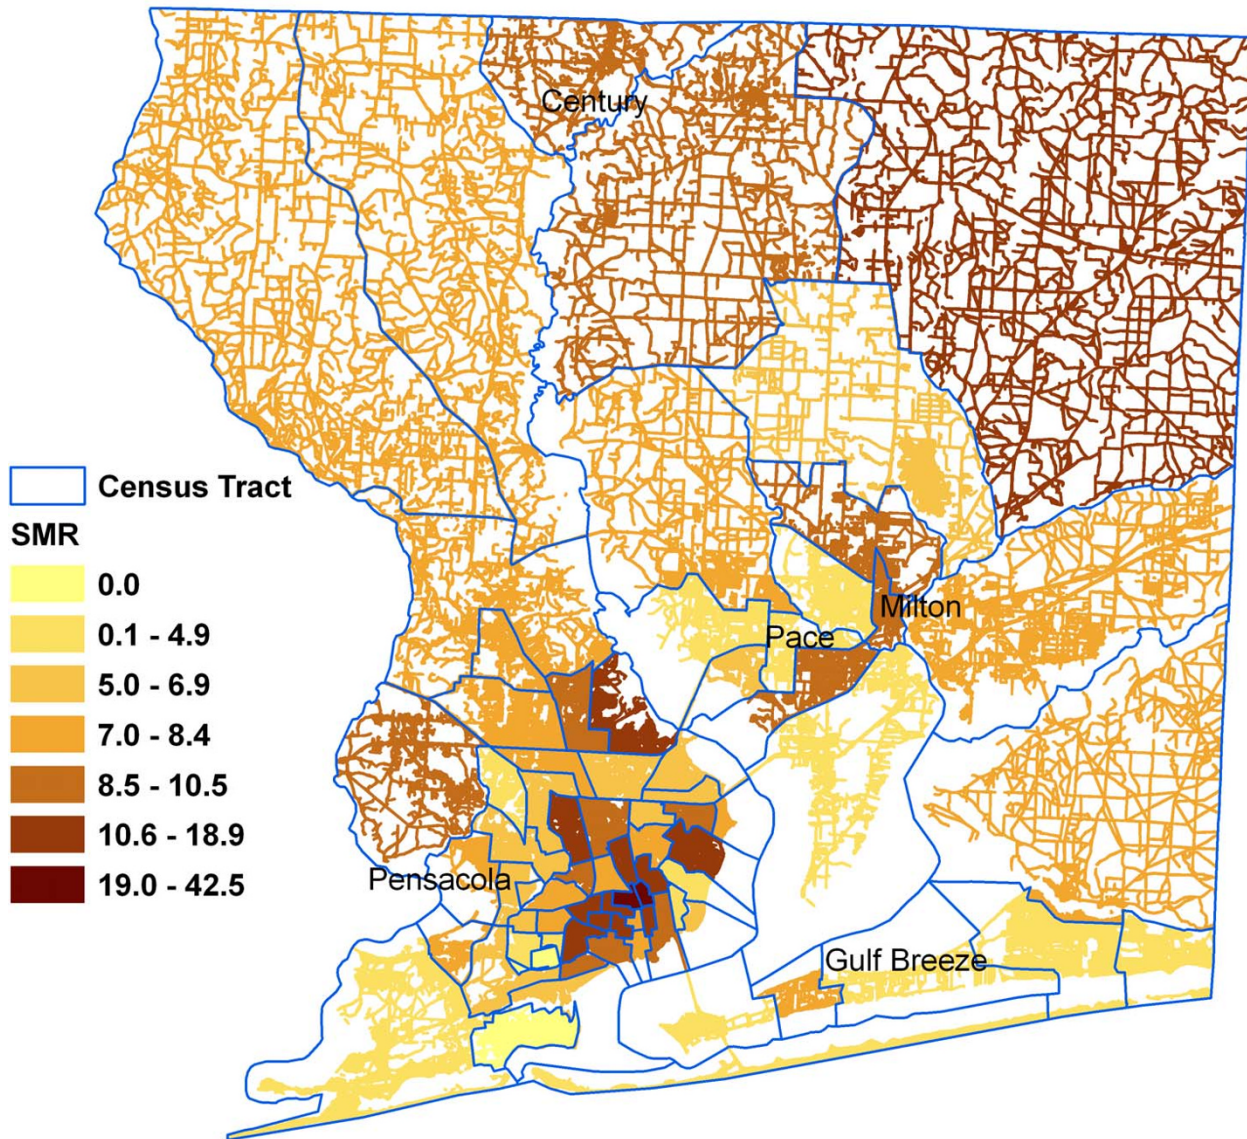 Century
Census Tract
SMR
0.0
0.1 - 4.9
5.0 - 6.9
7.0 - 8.4
8.5 - 10.5
10.6 - 18.9
19.0 - 42.5
Milton
Pace
Pensacola
Gulf Breeze